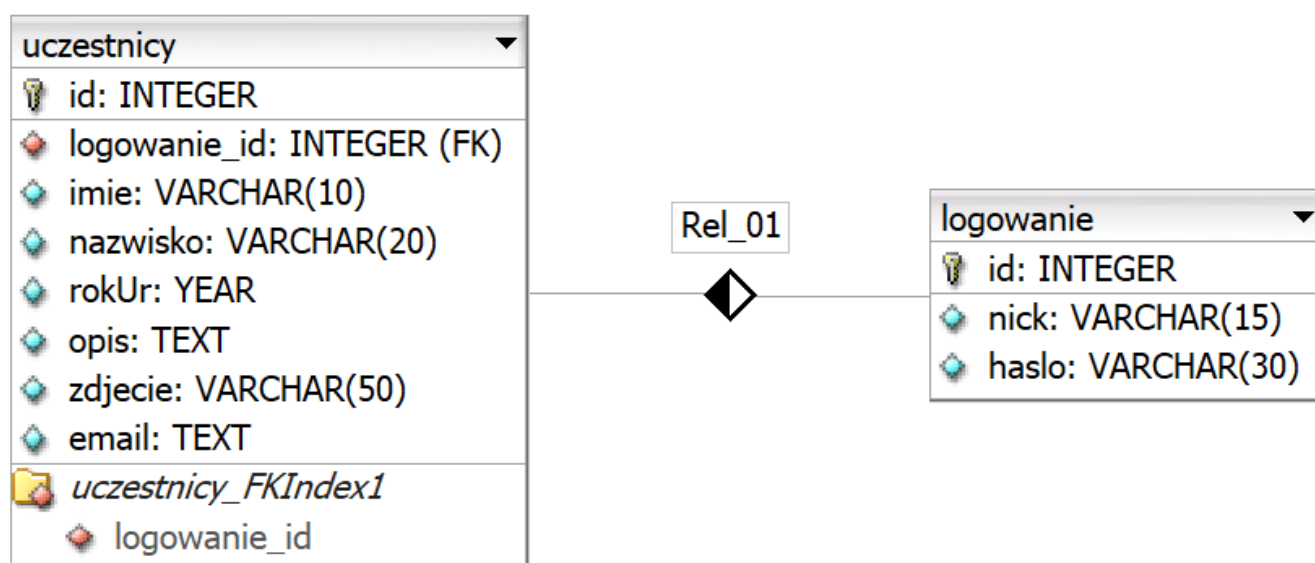 uczestnicy
id: INTEGER
logowanie_id: INTEGER (FK)
imie: VARCHAR(10)
nazwisko: VARCHAR(20)
rokUr: YEAR
opis: TEXT
zdjecie: VARCHAR(50)
email: TEXT
uczestnicy_FKIndex1
logowanie_id
Rel_01
logowanie
id: INTEGER
nick: VARCHAR(15)
haslo: VARCHAR(30)